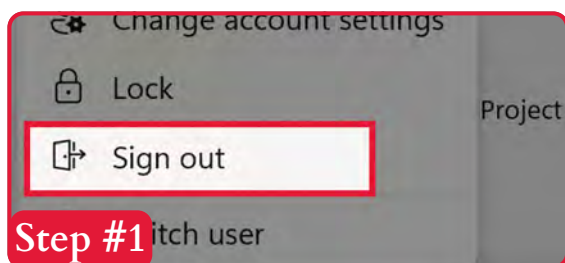 Change account settings
Lock
Project
Sign out
Step #1 itch user